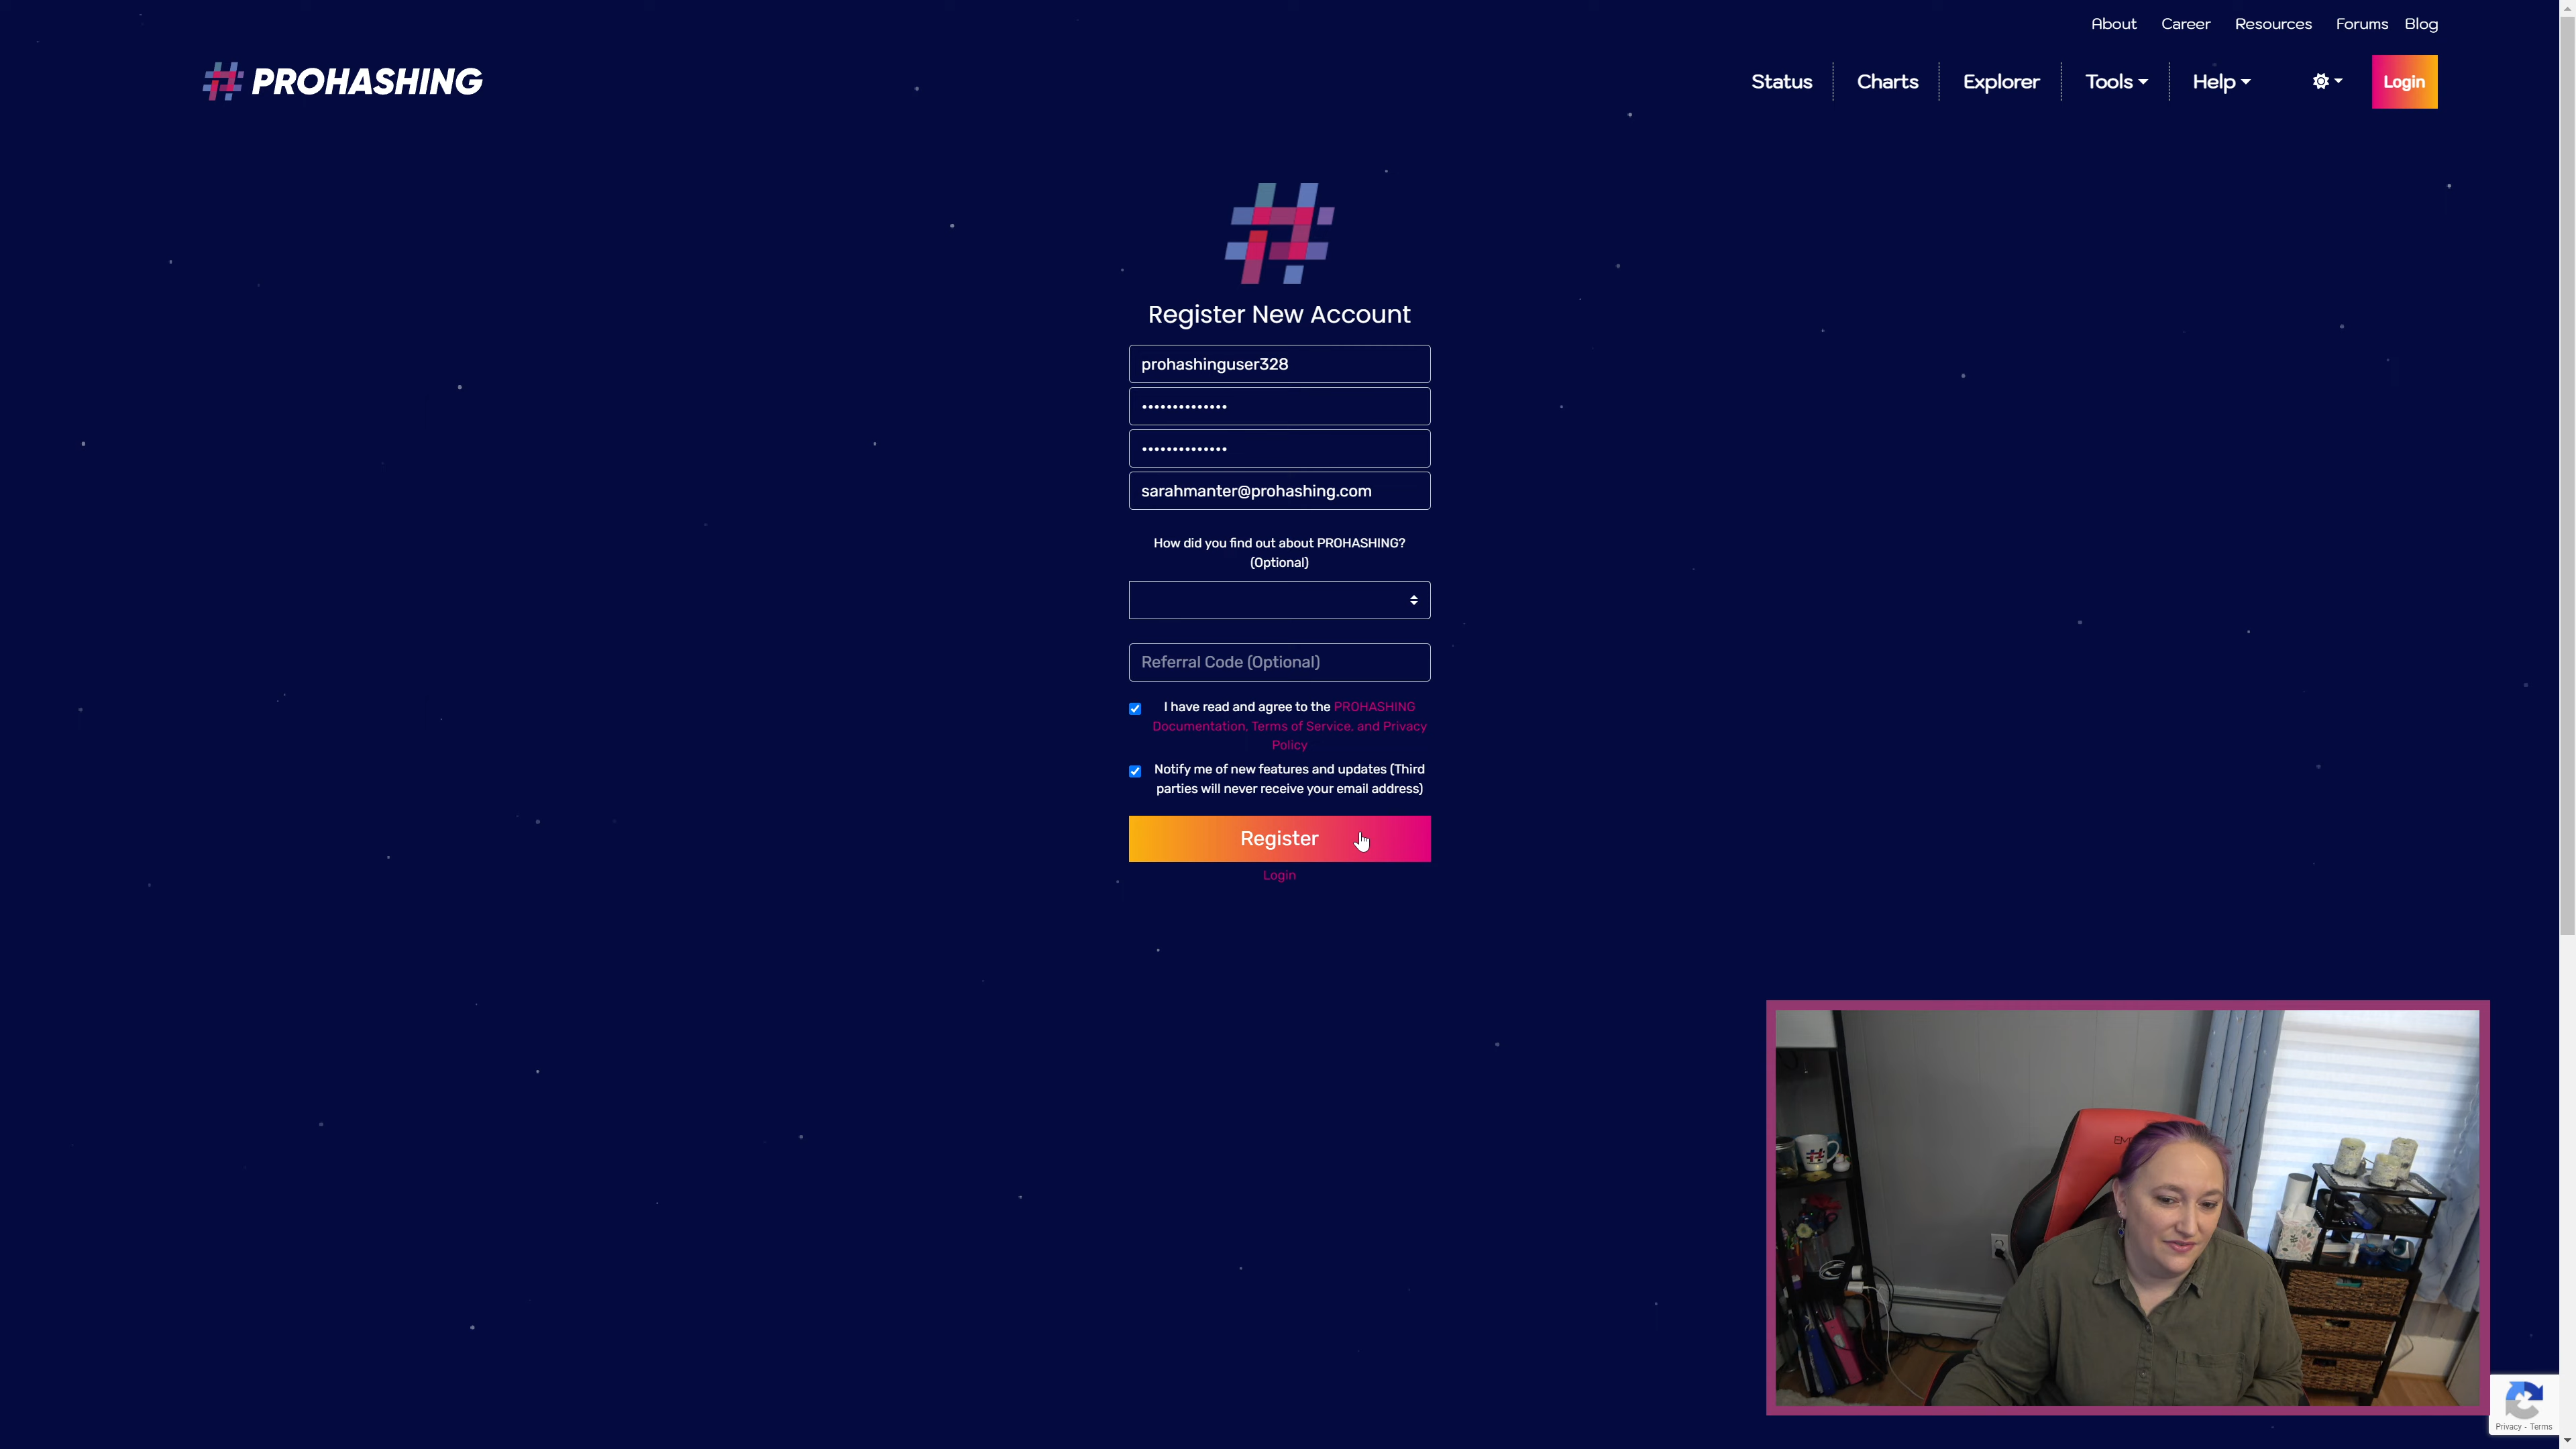 About Career Resources Forums Blog
PROHASHING
Status Charts Explorer Tools Help Login
Register New Account
prohashinguser328
••••••••••••••
••••••••••••••
sarahmanter@prohashing.com
How did you find out about PROHASHING?
(Optional)
Referral Code (Optional)
I have read and agree to the PROHASHING
Documentation, Terms of Service, and Privacy
Policy
Notify me of new features and updates (Third
parties will never receive your email address)
Register
Login
Privacy - Terms